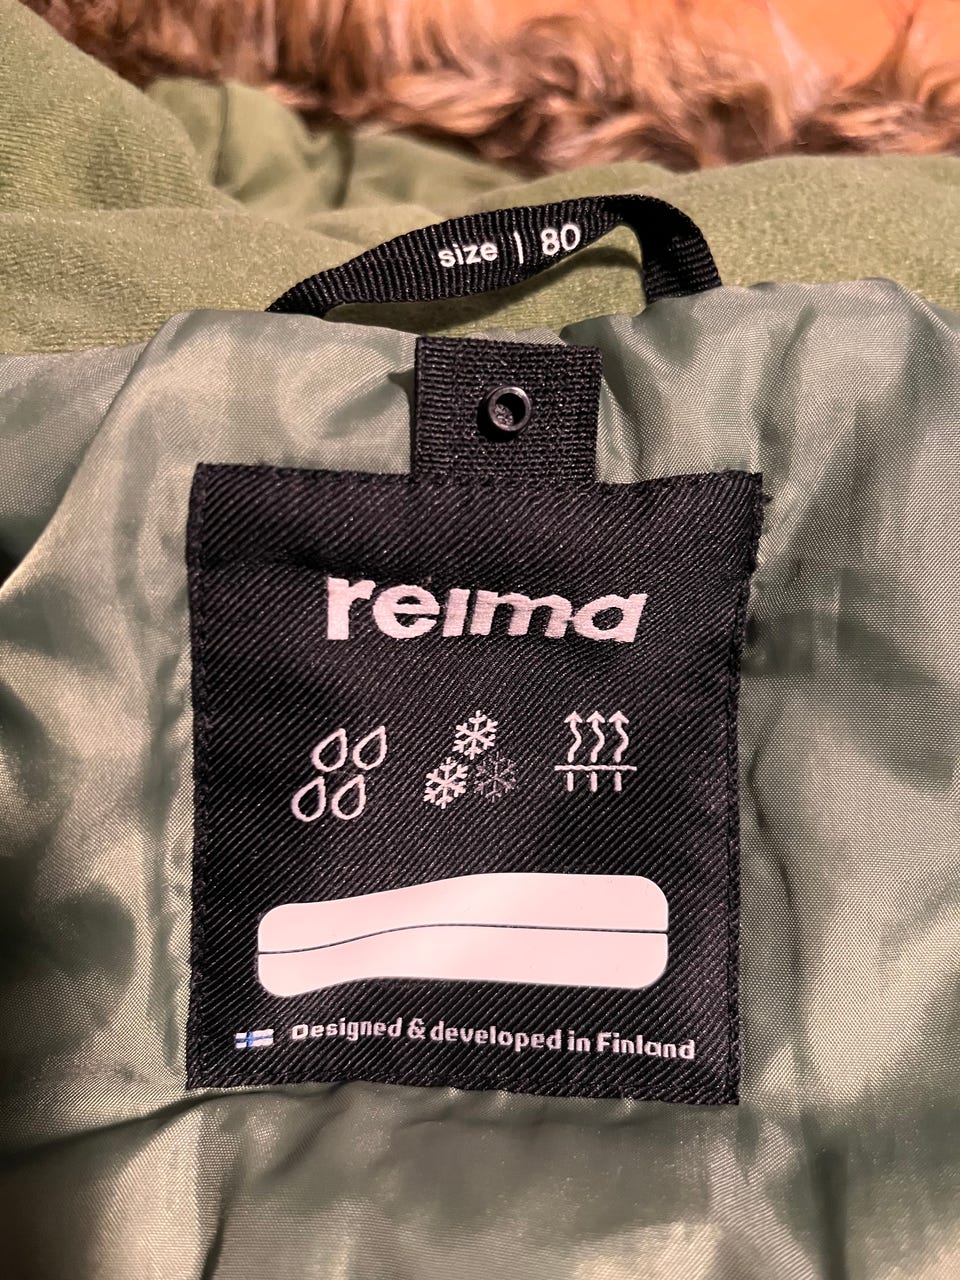 size | 80
reima
Designed & developed in Finland